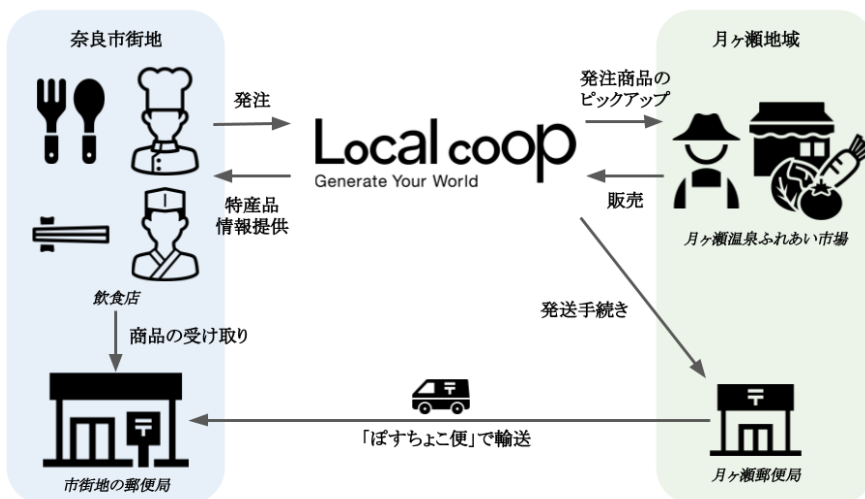 奈良市街地
月ヶ瀬地域
発注
発注商品の
ピックアップ
Local coop
Generate Your World
特産品
情報提供
販売
月ヶ瀬温泉ふれあい市場
飲食店
商品の受け取り
発送手続き
〒
〒
〒
「ぽすちょこ便」で輸送
市街地の郵便局
月ヶ瀬郵便局